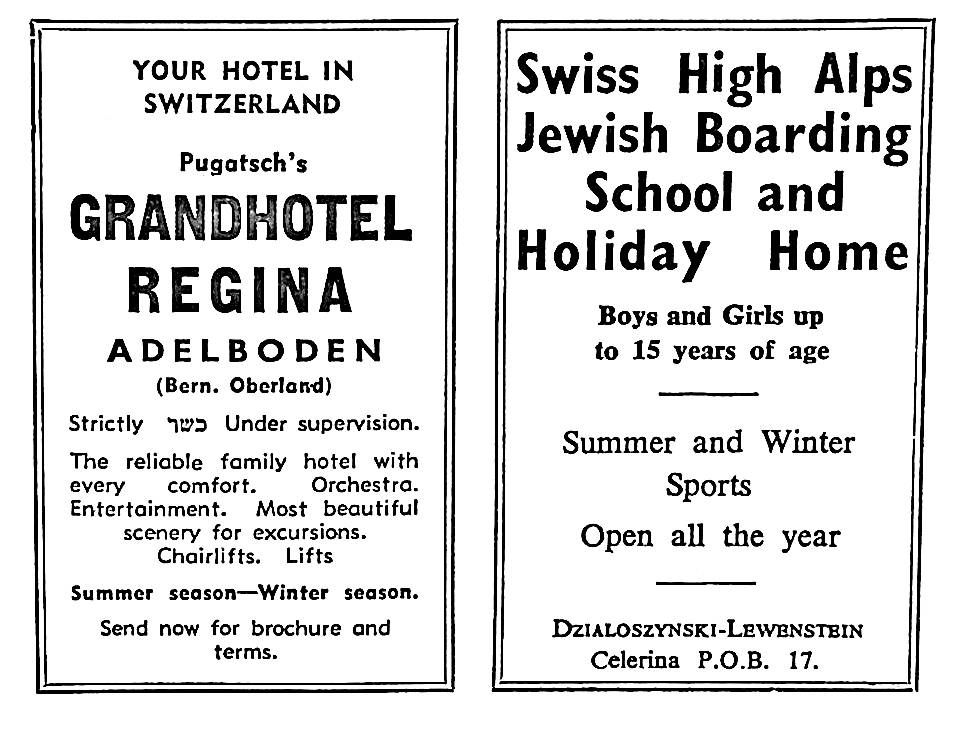 YOUR HOTEL IN
SWITZERLAND
Pugatsch's
GRANDHOTEL
REGINA
ADELBODEN
(Bern. Oberland)
Strictly כשר Under supervision.
The reliable family hotel with
every comfort. Orchestra.
Entertainment. Most beautiful
scenery for excursions.
Chairlifts. Lifts
Summer season—Winter season.
Send now for brochure and
terms.
Swiss High Alps
Jewish Boarding
School and
Holiday Home
Boys and Girls up
to 15 years of age
Summer and Winter
Sports
Open all the year
DZIALOSZYNSKI-LEWENSTEIN
Celerina P.O.B. 17.